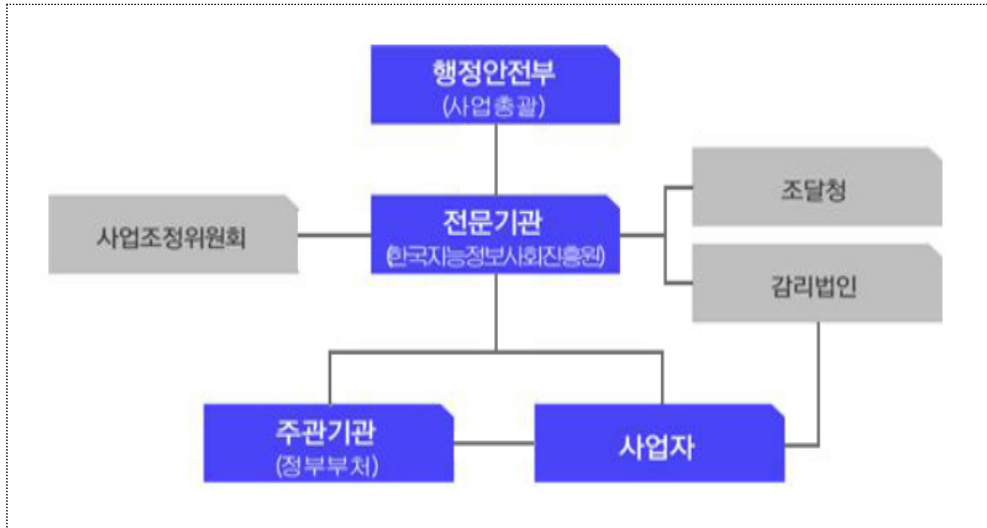 행정안전부
(사업총괄)
조달청
사업조정위원회
전문기관
(한국지능정보사회진흥원)
감리법인
주관기관
(정부부처)
사업자